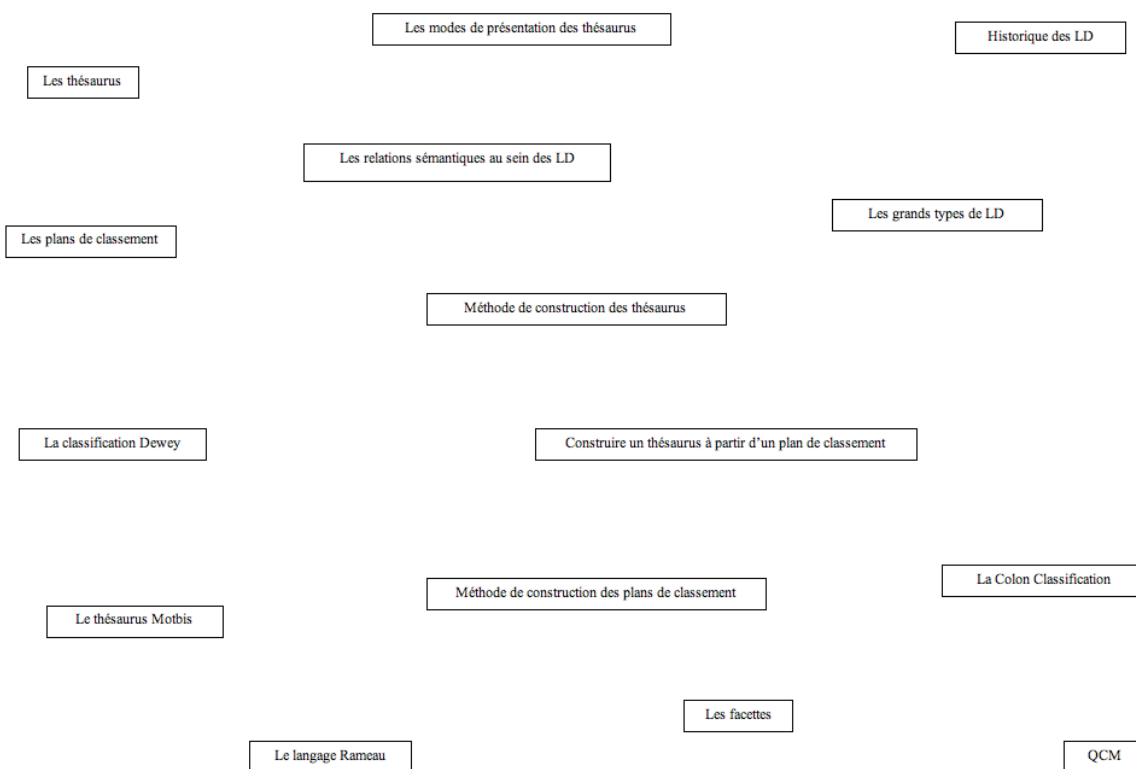 Les modes de présentation des thésaurus
Historique des LD
Les thésaurus
Les relations sémantiques au sein des LD
Les grands types de LD
Les plans de classement
Méthode de construction des thésaurus
La classification Dewey
Construire un thésaurus à partir d’un plan de classement
La Colon Classification
Méthode de construction des plans de classement
Le thésaurus Motbis
Les facettes
Le langage Rameau
QCM